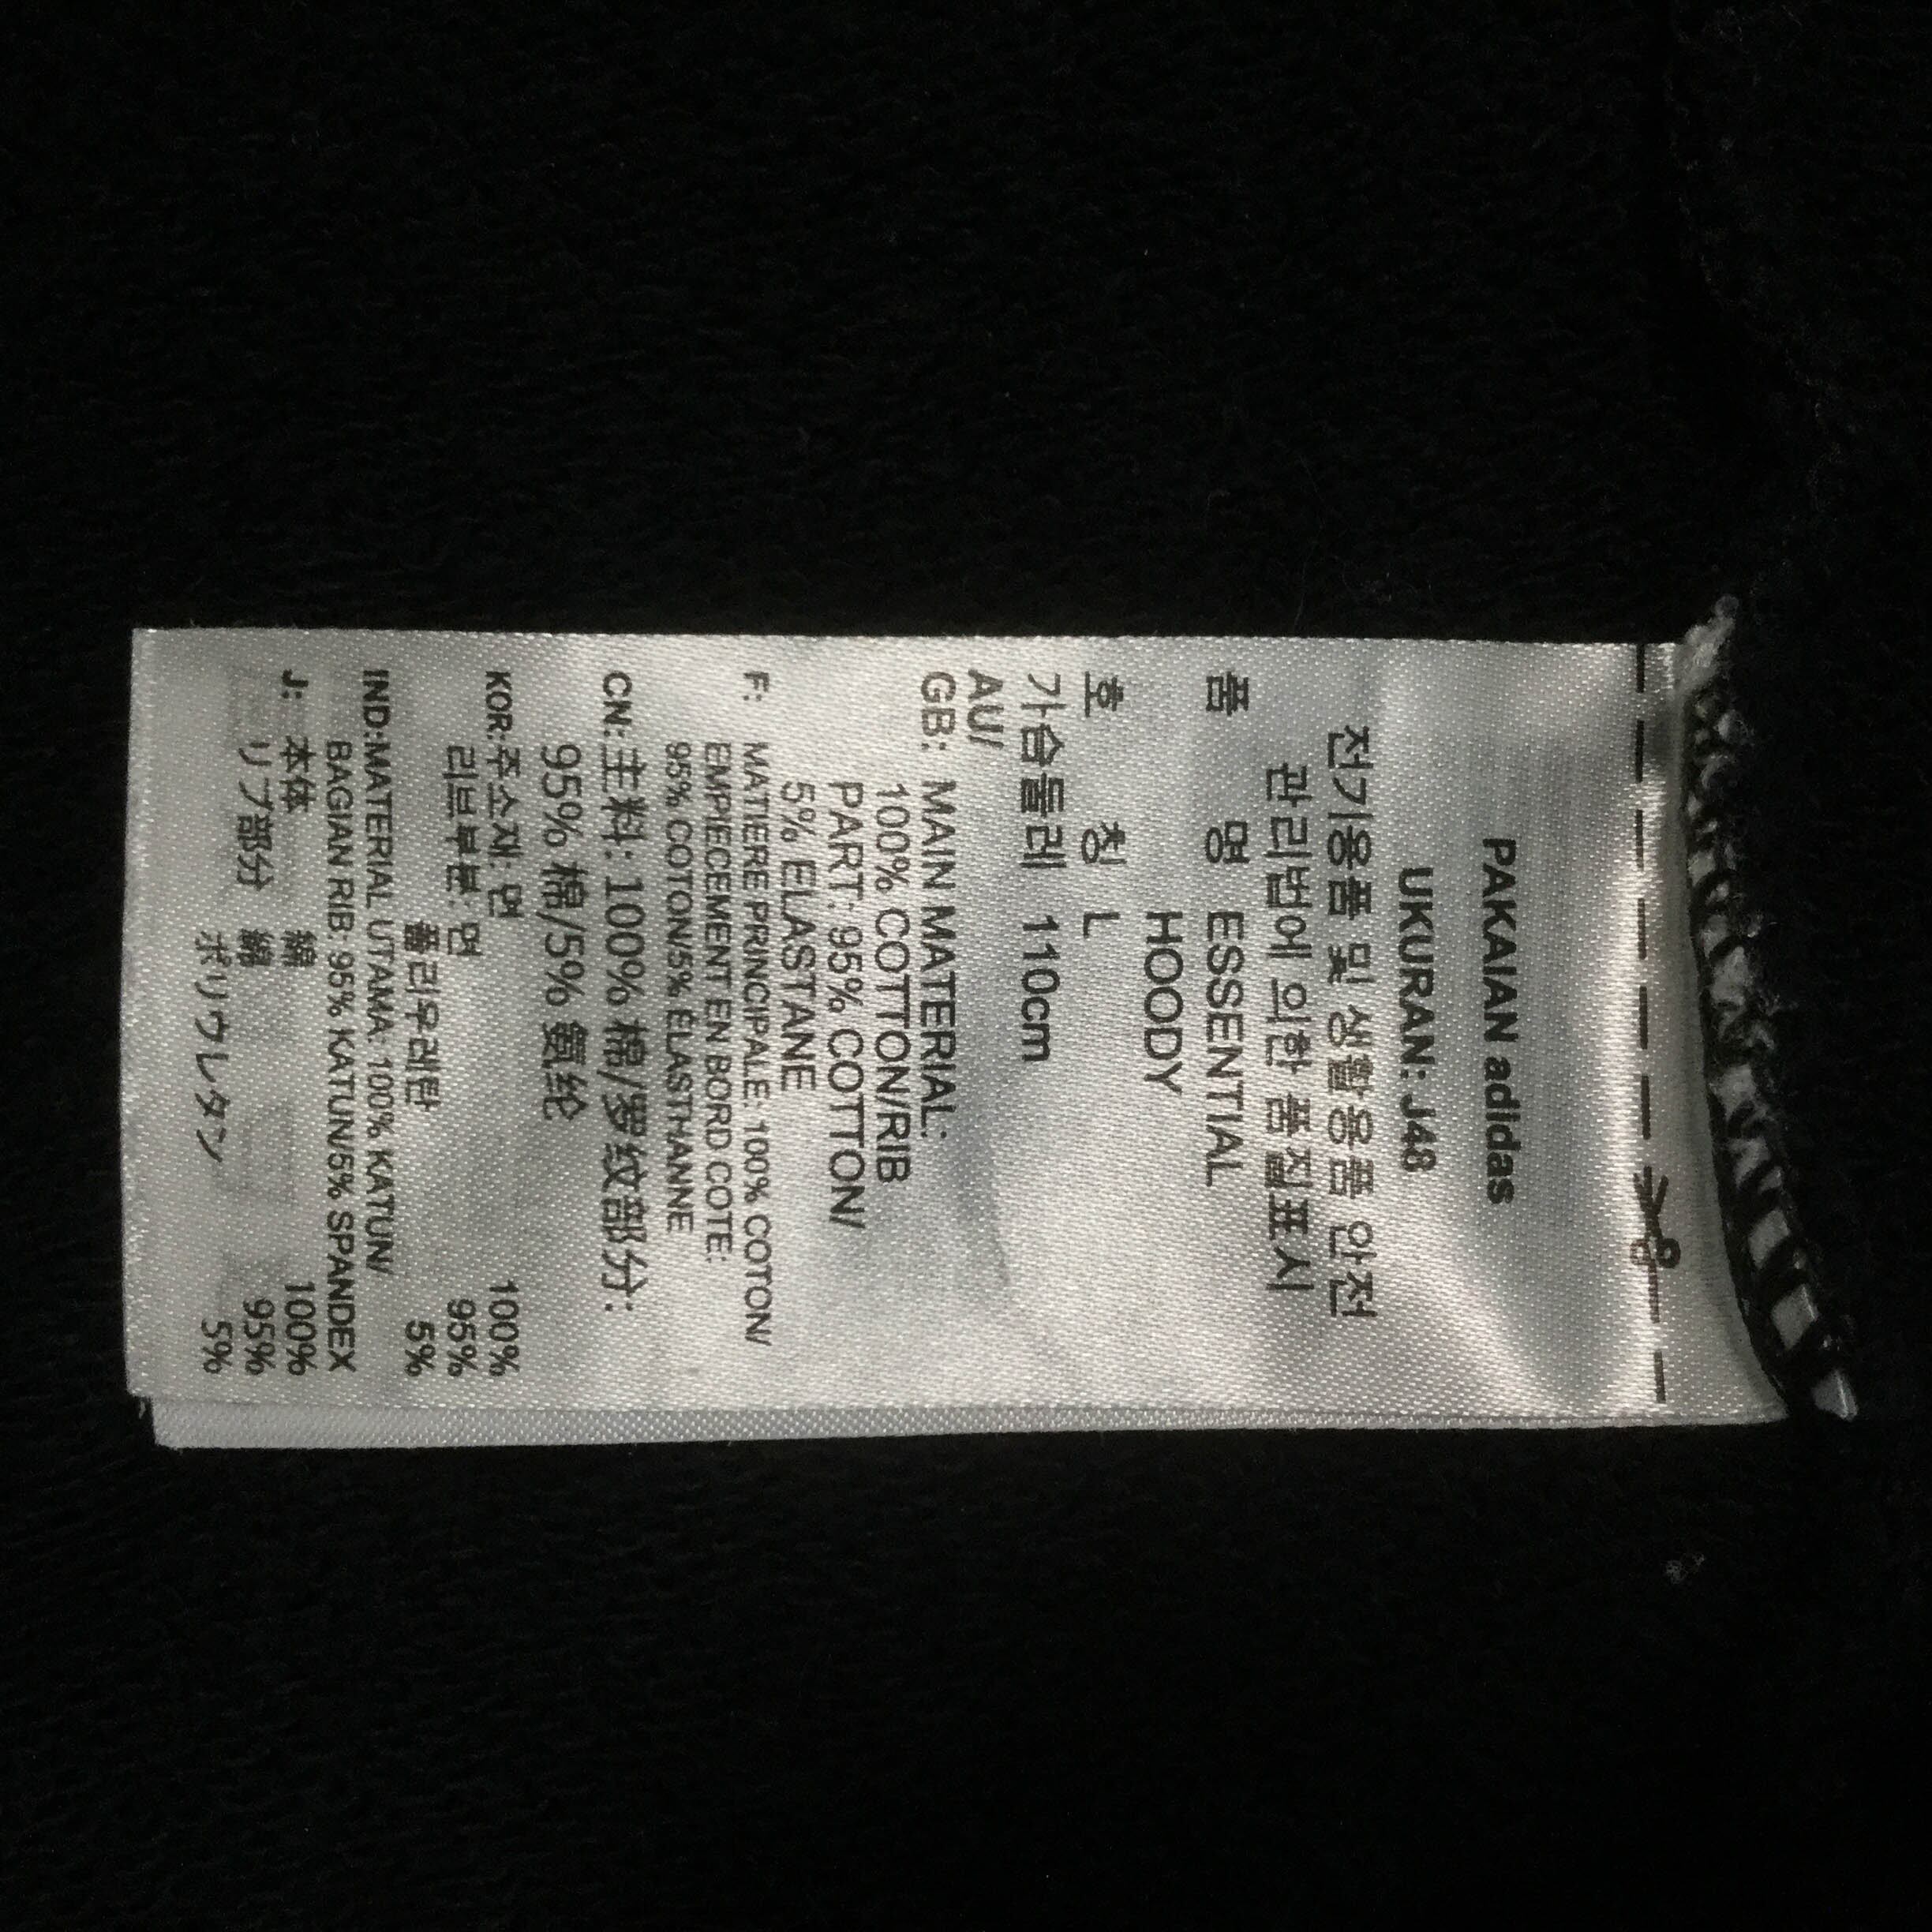 PAKAIAN adidas
UKURAN: J48
전기용품 및 생활용품 안전
관리법에 의한 품질표시
품 명 ESSENTIAL
HOODY
호 칭 L
가슴둘레 110cm
AU/
GB: MAIN MATERIAL:
100% COTTON/RIB
PART: 95% COTTON/
5% ELASTANE
F: MATIERE PRINCIPALE: 100% COTON/
EMPIECEMENT EN BORD COTE:
95% COTON/5% ELASTHANNE
CN:主料: 100% 棉/罗纹部分:
95% 棉/5% 氨纶
KOR:주소재: 면 100%
리브부분: 면 95%
폴리우레탄 5%
IND:MATERIAL UTAMA: 100% KATUN/
BAGIAN RIB: 95% KATUN/5% SPANDEX
J: 本体 綿 100%
リブ部分 綿 95%
ポリウレタン 5%